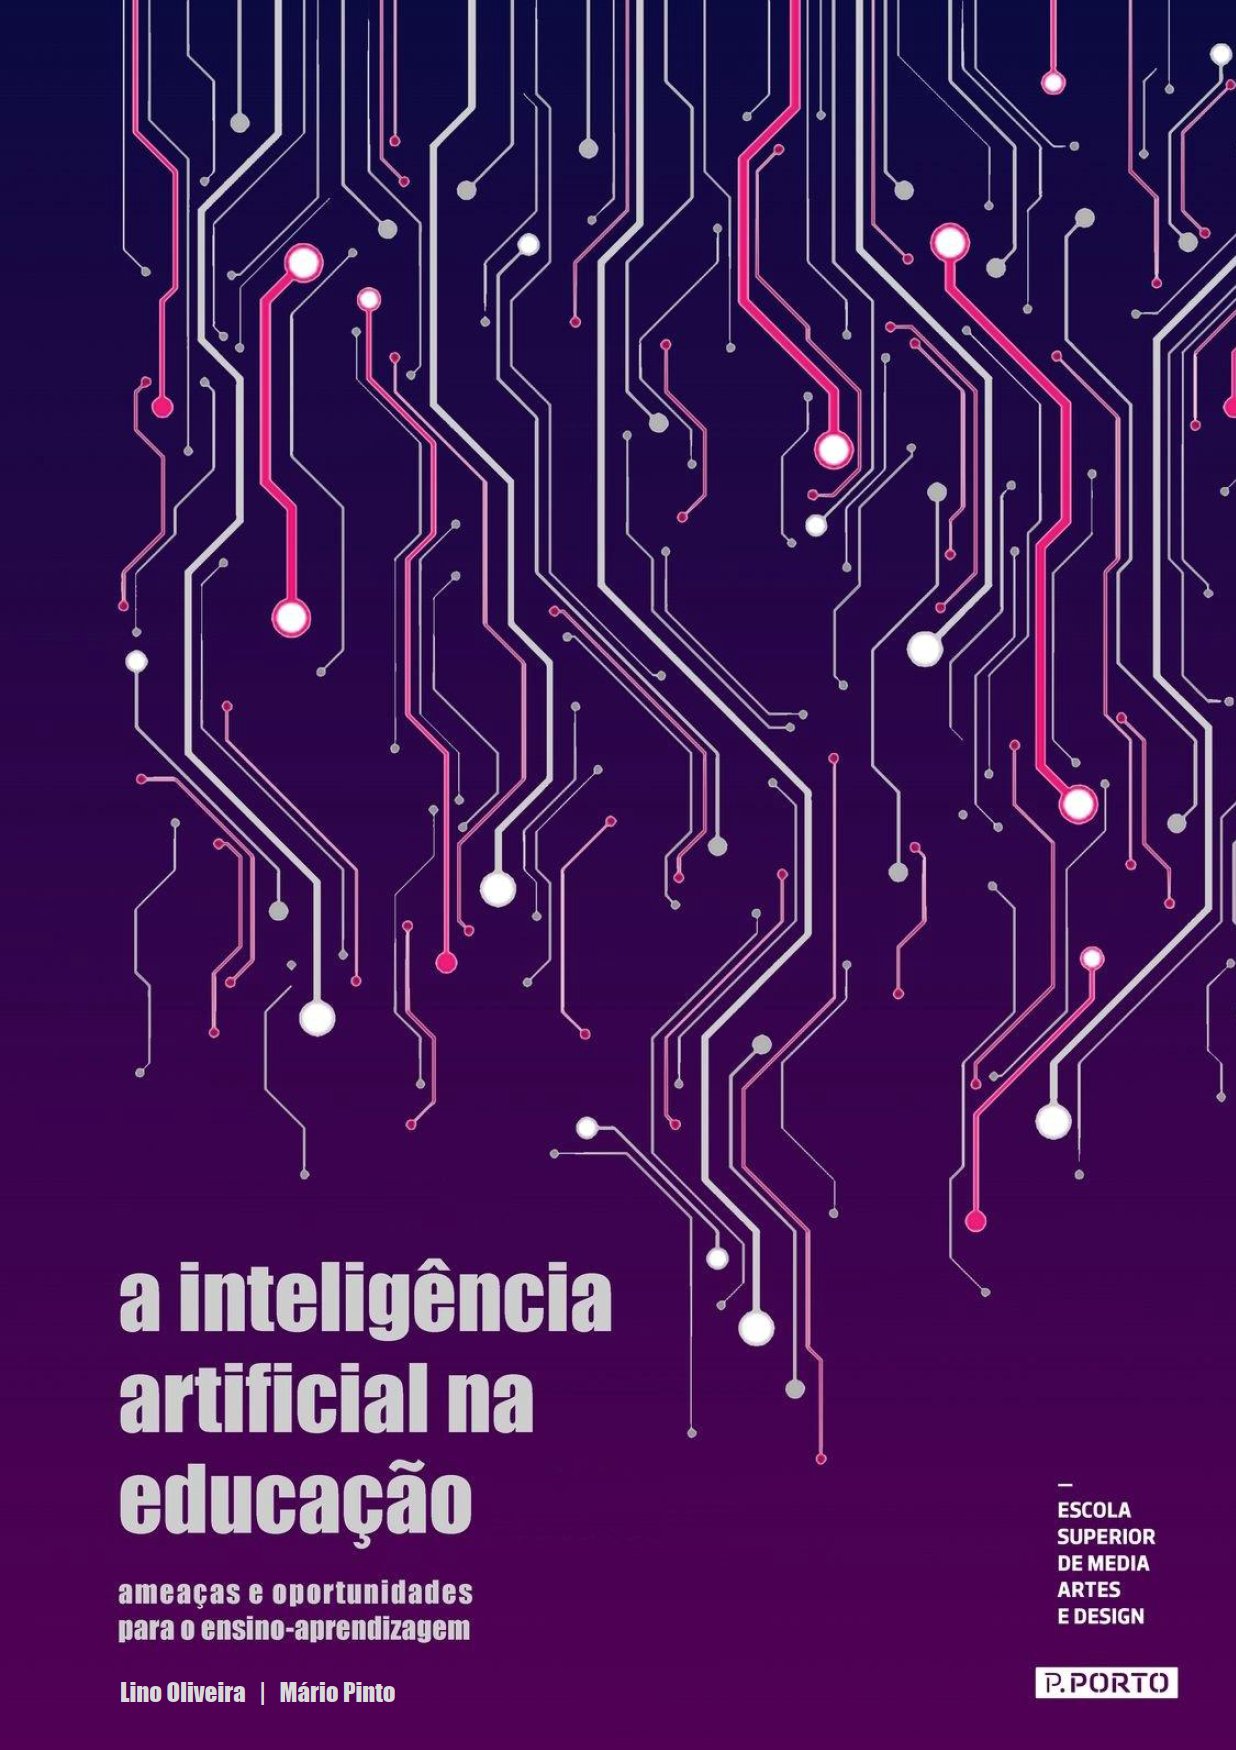 a inteligência
artificial na
educação
ameaças e oportunidades
para o ensino-aprendizagem
Lino Oliveira | Mário Pinto
ESCOLA
SUPERIOR
DE MEDIA
ARTES
E DESIGN
P.PORTO